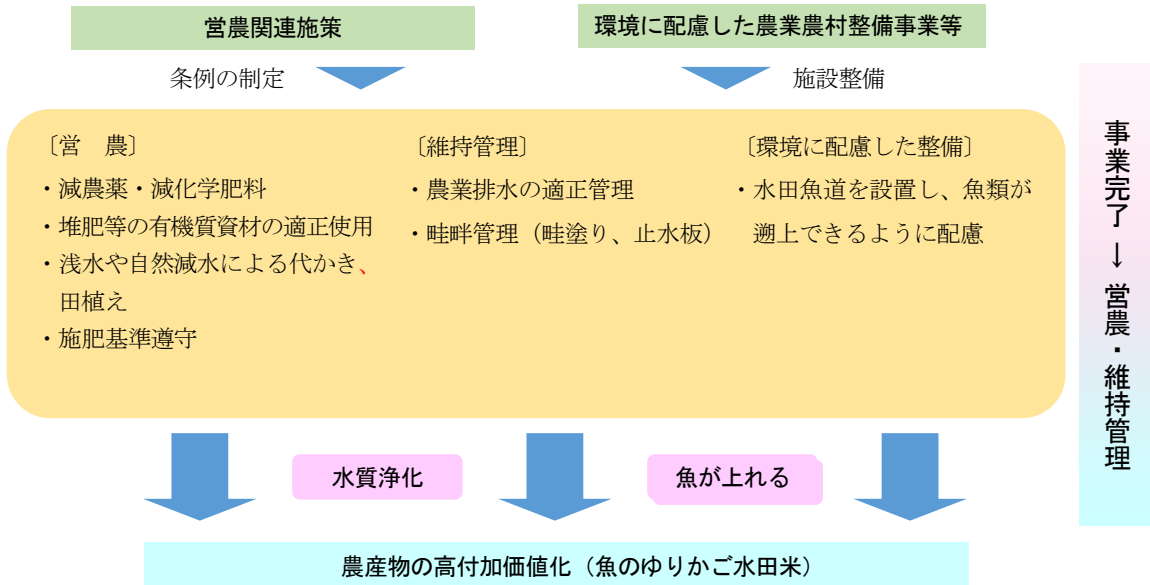 営農関連施策
環境に配慮した農業農村整備事業等
条例の制定
施設整備
〔営　農〕
・減農薬・減化学肥料
・堆肥等の有機質資材の適正使用
・浅水や自然減水による代かき、
田植え
・施肥基準遵守
〔維持管理〕
・農業排水の適正管理
・畦畔管理（畦塗り、止水板）
〔環境に配慮した整備〕
・水田魚道を設置し、魚類が
遡上できるように配慮
事業完了→営農・維持管理
水質浄化
魚が上れる
農産物の高付加価値化（魚のゆりかご水田米）